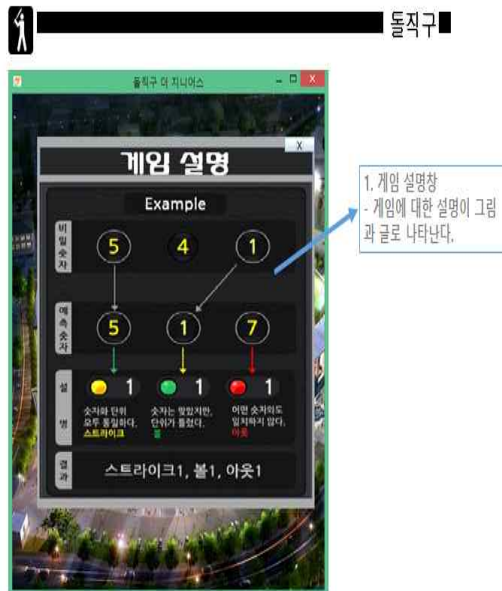 돌직구
돌직구 더 지니어스
X
게임 설명
Example
비밀숫자
5 4 1
예측숫자
5 1 7
설명
1 1 1
숫자와 단위
모두 동일하다.
스트라이크
숫자는 맞았지만,
단위가 틀렸다.
볼
어떤 숫자와도
일치하지 않다.
아웃
결과
스트라이크1, 볼1, 아웃1
1. 게임 설명창
- 게임에 대한 설명이 그림
과 글로 나타난다.